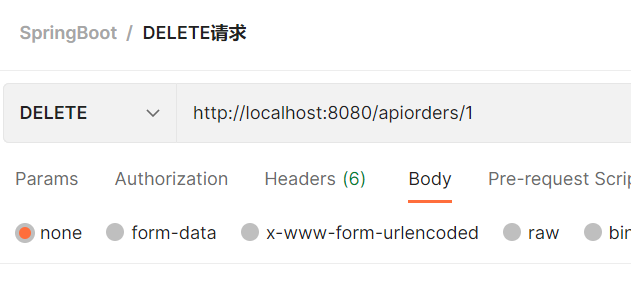 SpringBoot / DELETE请求
DELETE http://localhost:8080/apiorders/1
Params Authorization Headers (6) Body Pre-request Scrip
none form-data x-www-form-urlencoded raw bin